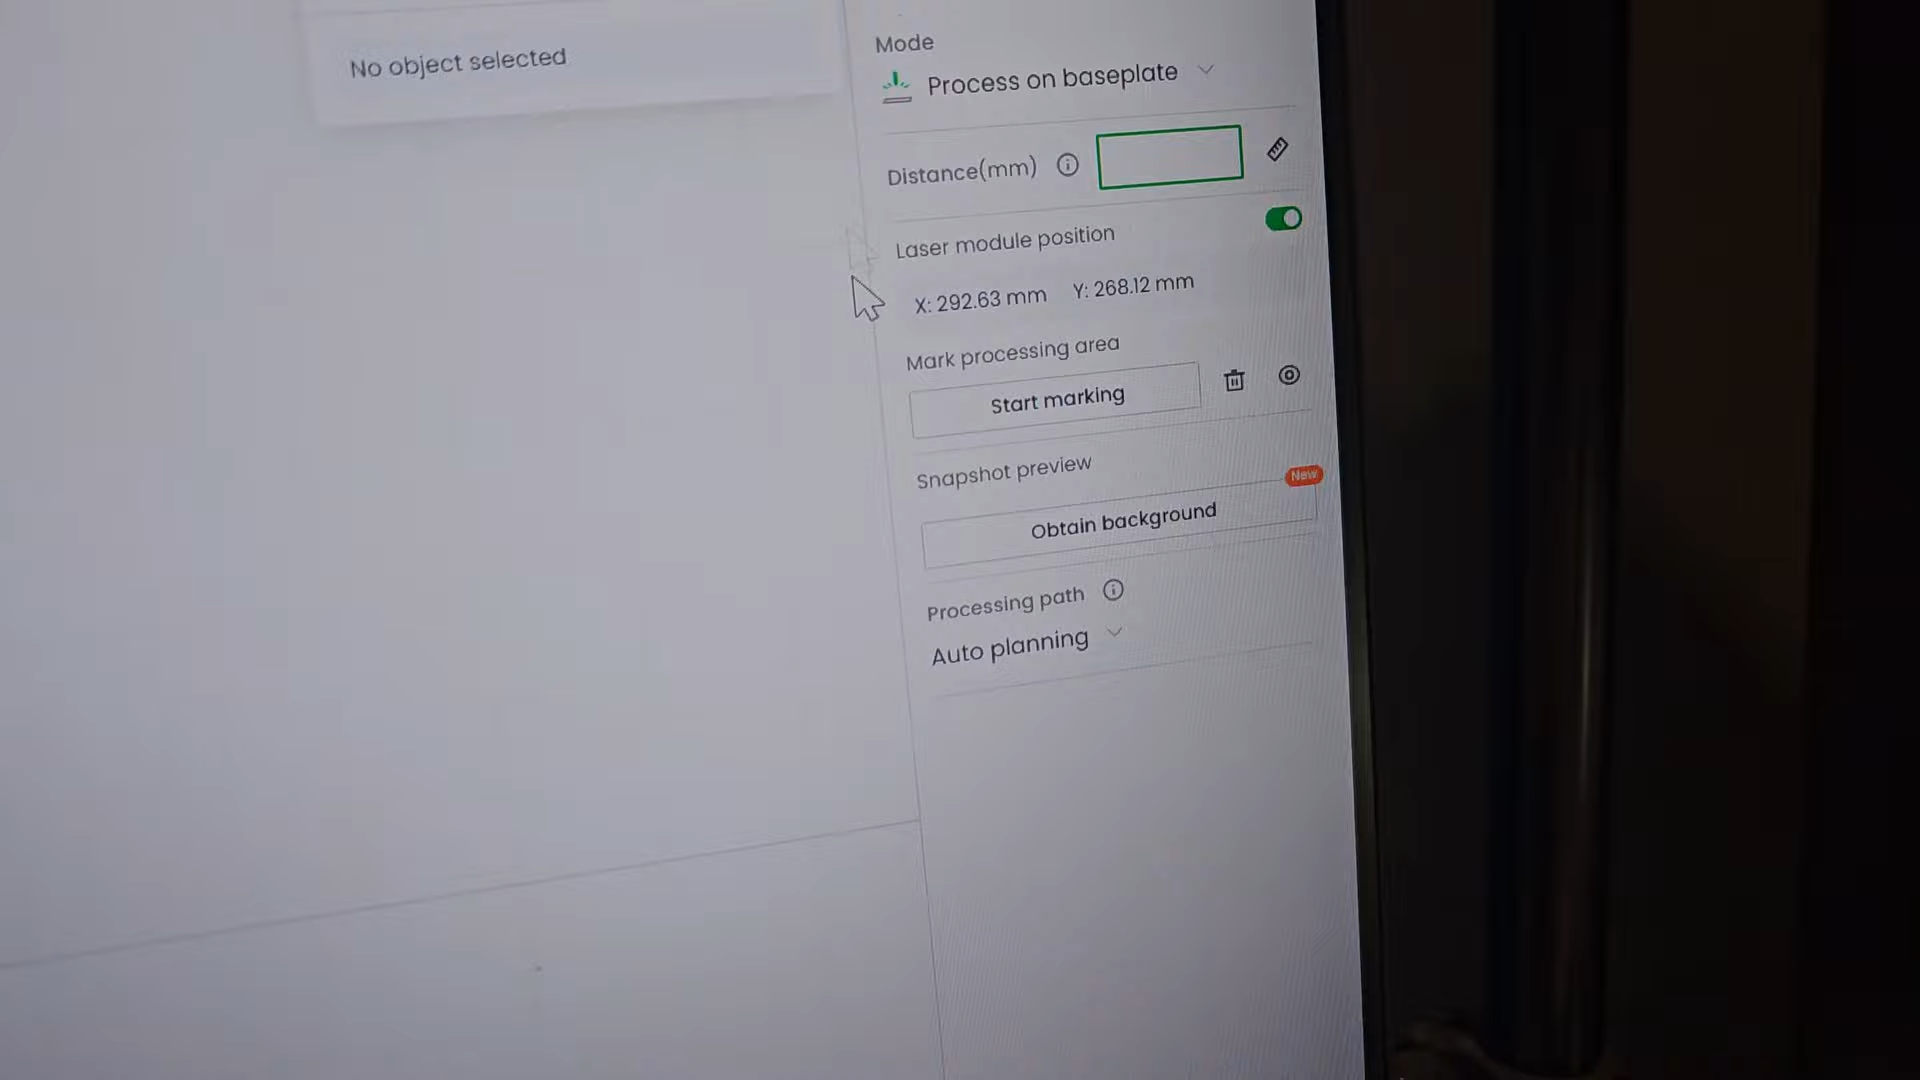 No object selected
Mode
Process on baseplate
Distance(mm)
Laser module position
X: 292.63 mm Y: 268.12 mm
Mark processing area
Start marking
Snapshot preview
New
Obtain background
Processing path
Auto planning